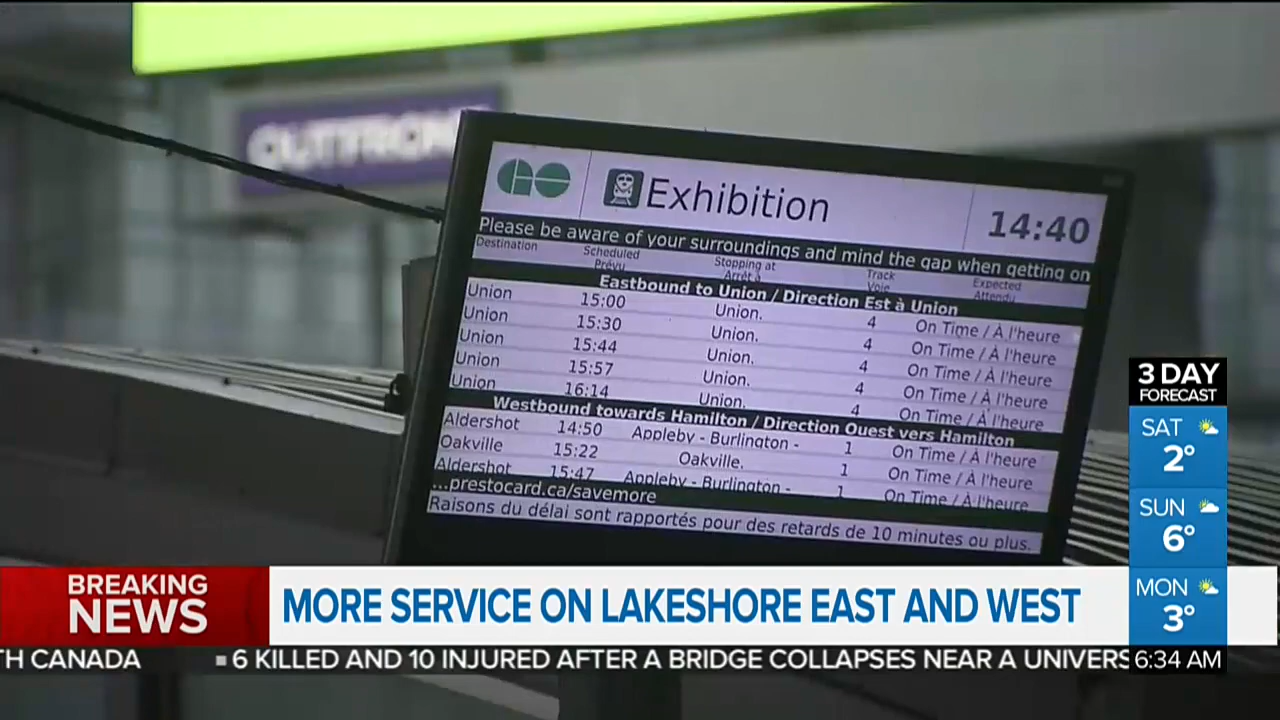 OUTFRONT
GO
Exhibition
14:40
Please be aware of your surroundings and mind the gap when getting on
Destination Scheduled Stopping at Track Expected
Prévu Arrêt à Voie Attendu
Eastbound to Union / Direction Est à Union
Union 15:00 Union. 4 On Time / À l'heure
Union 15:30 Union. 4 On Time / À l'heure
Union 15:44 Union. 4 On Time / À l'heure
Union 15:57 Union. 4 On Time / À l'heure
Union 16:14 Union. 4 On Time / À l'heure
Westbound towards Hamilton / Direction Ouest vers Hamilton
Aldershot 14:50 Appleby - Burlington - 1 On Time / À l'heure
Oakville 15:22 Oakville. 1 On Time / À l'heure
Aldershot 15:47 Appleby - Burlington - 1 On Time / À l'heure
...prestocard.ca/savemore
Raisons du délai sont rapportés pour des retards de 10 minutes ou plus.
3 DAY
FORECAST
SAT
2°
SUN
6°
MON
3°
BREAKING
NEWS
MORE SERVICE ON LAKESHORE EAST AND WEST
TH CANADA ▪ 6 KILLED AND 10 INJURED AFTER A BRIDGE COLLAPSES NEAR A UNIVERS
6:34 AM